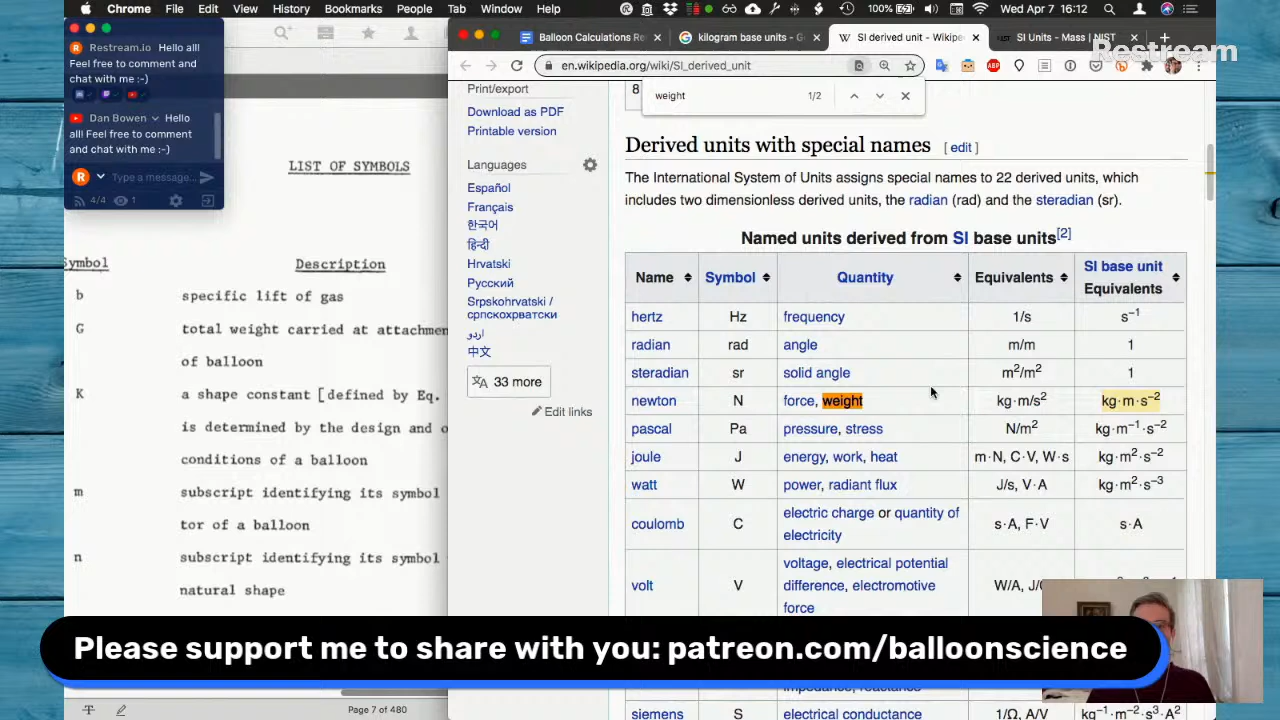 Chrome File Edit View History Bookmarks People Tab Window Help 100% Wed Apr 7 16:12
Restream.io Hello all!
Feel free to comment and
chat with me :-)
Dan Bowen Hello
all! Feel free to comment
and chat with me :-)
R Type a message...
4/4 1
LIST OF SYMBOLS
Symbol Description
b specific lift of gas
G total weight carried at attachmen
of balloon
K a shape constant [defined by Eq.
is determined by the design and o
conditions of a balloon
m subscript identifying its symbol
tor of a balloon
n subscript identifying its symbol
natural shape
Page 7 of 480
Balloon Calculations Re × kilogram base units - G × SI derived unit - Wikipe × SI Units - Mass | NIST ×
en.wikipedia.org/wiki/SI_derived_unit
Restream
weight 1/2
Print/export
Download as PDF
Printable version
Languages
Español
Français
한국어
हिन्दी
Hrvatski
Русский
Srpskohrvatski /
српскохрватски
اردو
中文
33 more
Edit links
8
Derived units with special names [ edit ]
The International System of Units assigns special names to 22 derived units, which
includes two dimensionless derived units, the radian (rad) and the steradian (sr).
Named units derived from SI base units[2]
Name Symbol Quantity Equivalents SI base unit Equivalents
hertz Hz frequency 1/s s⁻¹
radian rad angle m/m 1
steradian sr solid angle m²/m² 1
newton N force, weight kg·m/s² kg·m·s⁻²
pascal Pa pressure, stress N/m² kg·m⁻¹·s⁻²
joule J energy, work, heat m·N, C·V, W·s kg·m²·s⁻²
watt W power, radiant flux J/s, V·A kg·m²·s⁻³
coulomb C electric charge or quantity of electricity s·A, F·V s·A
volt V voltage, electrical potential difference, electromotive force W/A, J/
siemens S electrical conductance 1/Ω, A/V kg⁻¹·m⁻²·s³·A²
Please support me to share with you: patreon.com/balloonscience